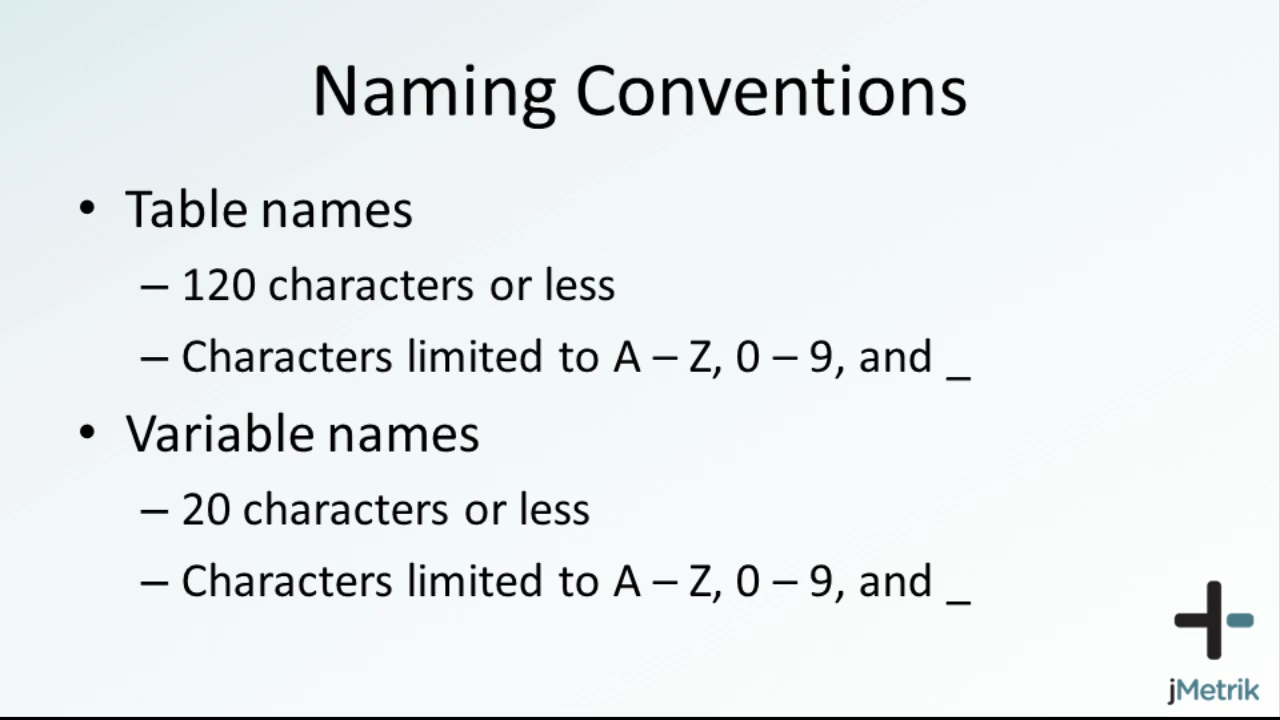 Naming Conventions
• Table names
– 120 characters or less
– Characters limited to A – Z, 0 – 9, and _
• Variable names
– 20 characters or less
– Characters limited to A – Z, 0 – 9, and _
jMetrik